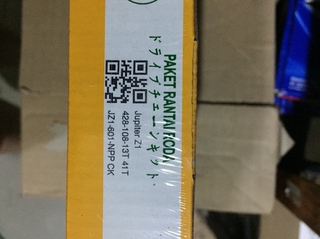 PAKET RANTAI RODA
ドライブチェーンキット
Jupiter Z1
428-108-13T 41T
JZ1-601-NPP CK